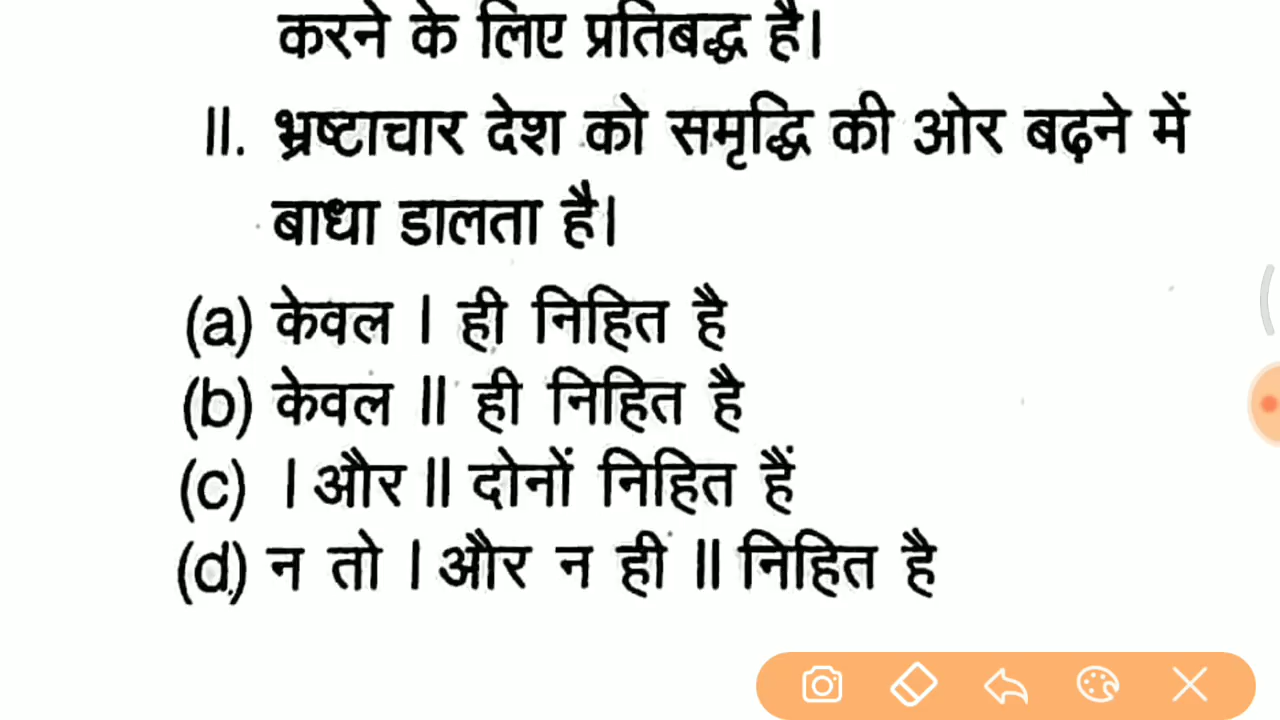 करने के लिए प्रतिबद्ध है।
II. भ्रष्टाचार देश को समृद्धि की ओर बढ़ने में
बाधा डालता है।
(a) केवल I ही निहित है
(b) केवल II ही निहित है
(c) I और II दोनों निहित हैं
(d) न तो I और न ही II निहित है